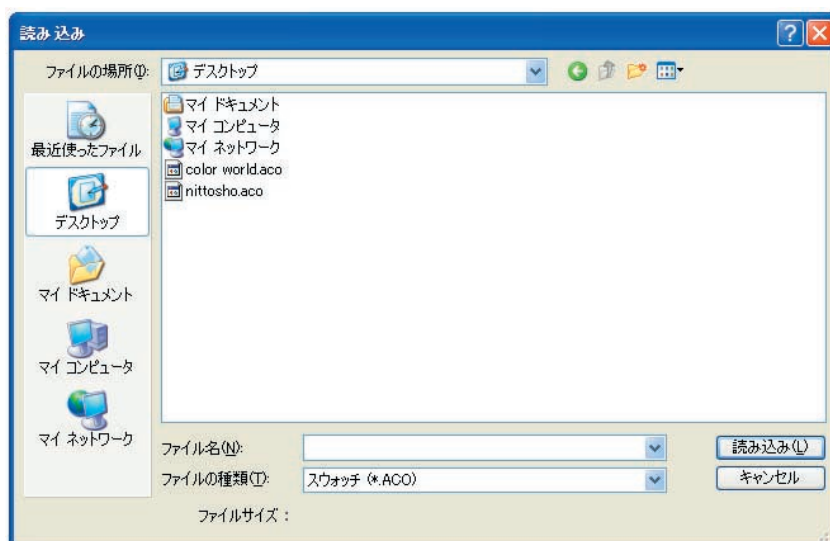 読み込み
ファイルの場所(I):
デスクトップ
最近使ったファイル
デスクトップ
マイ ドキュメント
マイ コンピュータ
マイ ネットワーク
マイ ドキュメント
マイ コンピュータ
マイ ネットワーク
color world.aco
nittosho.aco
ファイル名(N):
読み込み(L)
ファイルの種類(T):
スウォッチ (*.ACO)
キャンセル
ファイルサイズ :